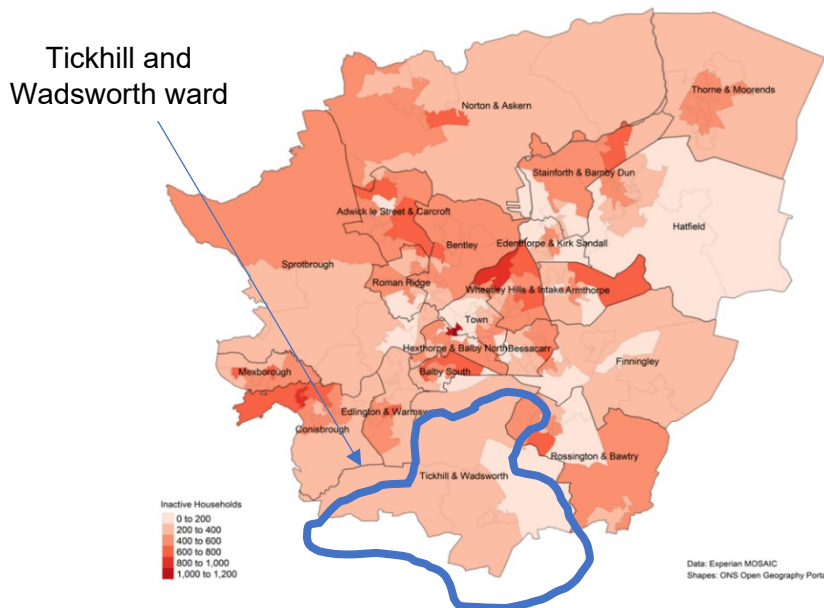 Tickhill and
Wadsworth ward
Norton & Askern
Thorne & Moorends
Stainforth & Barnby Dun
Adwick le Street & Carcroft
Bentley
Edenthorpe & Kirk Sandall
Hatfield
Sprotbrough
Roman Ridge
Wheatley Hills & Intake
Armthorpe
Town
Hexthorpe & Balby North
Bessacarr
Finningley
Mexborough
Balby South
Edlington & Warmsw
Conisbrough
Rossington & Bawtry
Tickhill & Wadsworth
Inactive Households
0 to 200
200 to 400
400 to 600
600 to 800
800 to 1,000
1,000 to 1,200
Data: Experian MOSAIC
Shapes: ONS Open Geography Porta